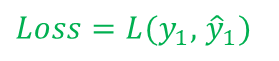 Loss = L(y₁, ŷ₁)